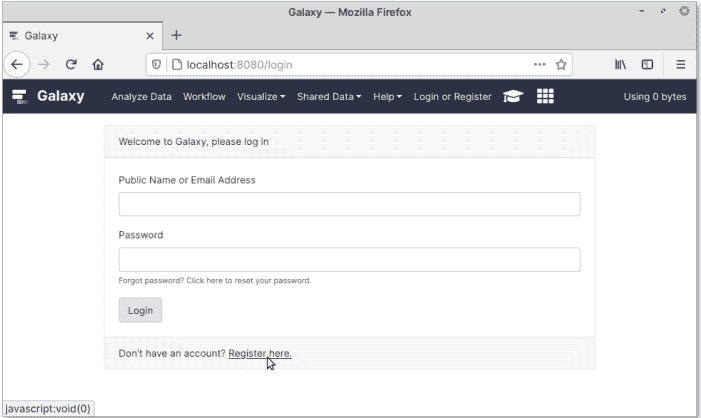 Galaxy — Mozilla Firefox
Galaxy
localhost:8080/login
Galaxy Analyze Data Workflow Visualize Shared Data Help Login or Register Using 0 bytes
Welcome to Galaxy, please log in
Public Name or Email Address
Password
Forgot password? Click here to reset your password.
Login
Don't have an account? Register here.
javascript:void(0)